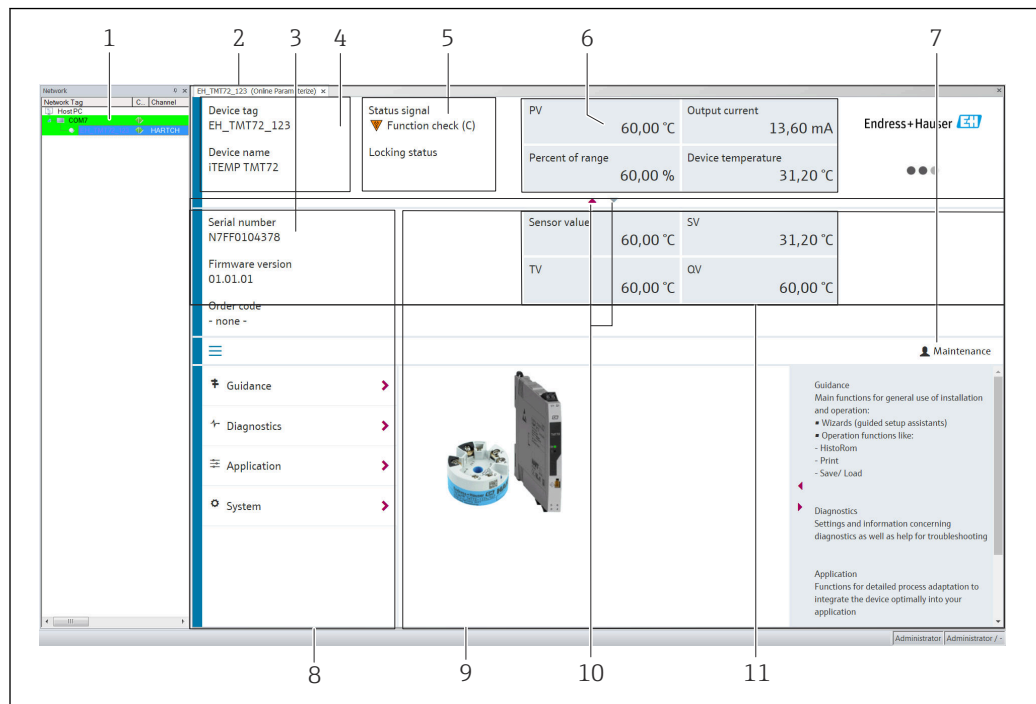 1 2 3 4 5 6 7
Network
Network Tag C... Channel
Host PC
COM7
HARTCH
EH_TMT72_123 (Online Parameterize)
Device tag
EH_TMT72_123
Device name
iTEMP TMT72
Status signal
Function check (C)
Locking status
PV
60,00 °C
Output current
13,60 mA
Percent of range
60,00 %
Device temperature
31,20 °C
Endress+Hauser EH
Serial number
N7FF0104378
Firmware version
01.01.01
Order code
- none -
Sensor value
60,00 °C
SV
31,20 °C
TV
60,00 °C
QV
60,00 °C
Maintenance
Guidance
Diagnostics
Application
System
Guidance
Main functions for general use of installation
and operation:
▪ Wizards (guided setup assistants)
▪ Operation functions like:
- HistoRom
- Print
- Save/ Load
Diagnostics
Settings and information concerning
diagnostics as well as help for troubleshooting
Application
Functions for detailed process adaptation to
integrate the device optimally into your
application
Administrator Administrator / -
8 9 10 11